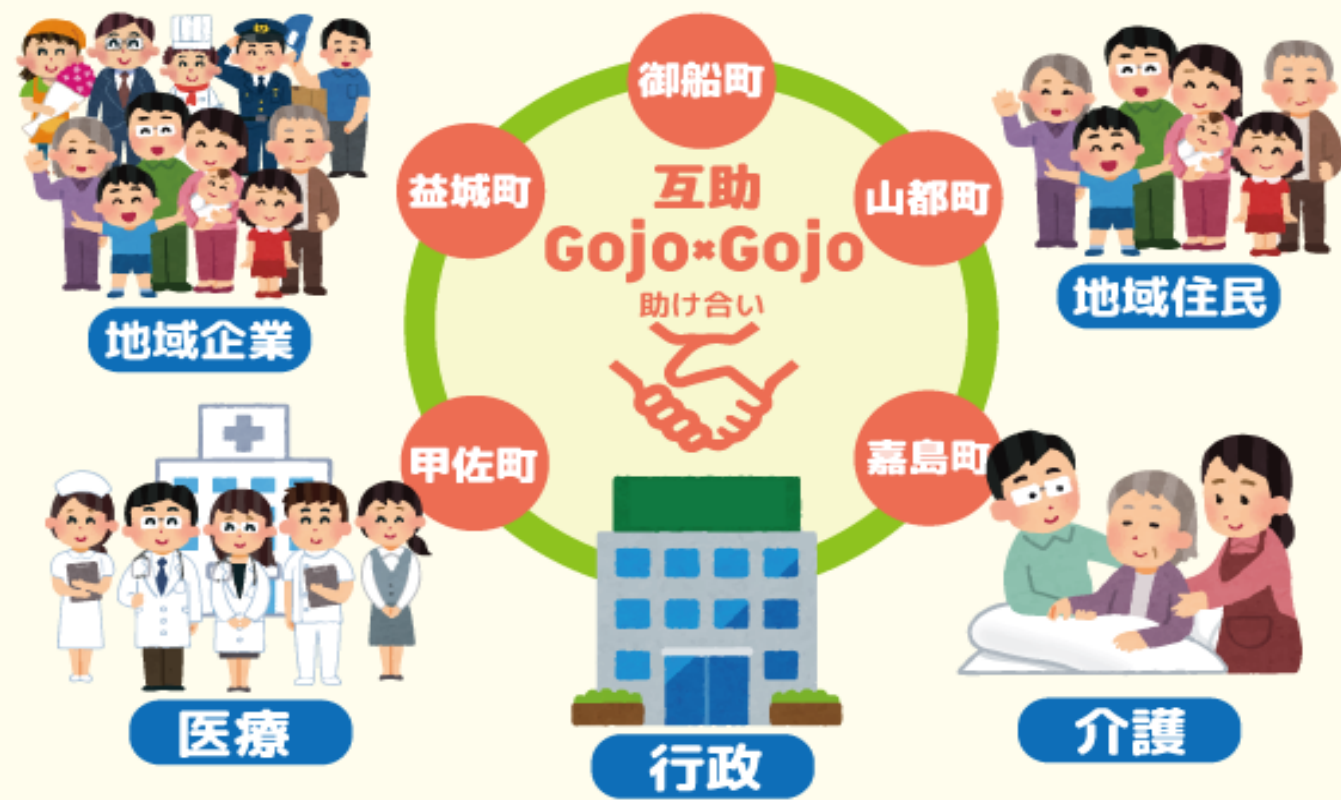 御船町
益城町
山都町
互助
Gojo×Gojo
助け合い
地域企業
地域住民
甲佐町
嘉島町
医療
行政
介護